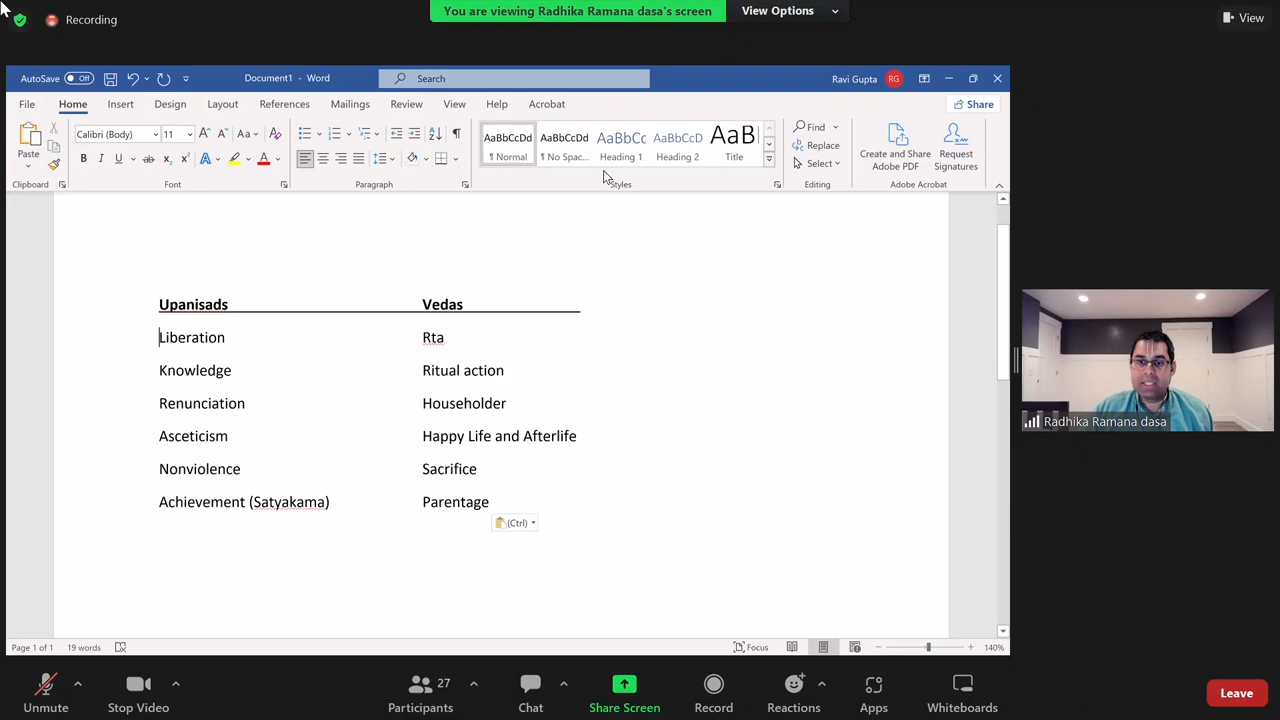 Recording
You are viewing Radhika Ramana dasa's screen
View Options
View
AutoSave Off
Document1 - Word
Search
Ravi Gupta RG
File Home Insert Design Layout References Mailings Review View Help Acrobat
Share
Paste
Calibri (Body) 11
AaBbCcDd AaBbCcDd AaBbCc AaBbCcD AaB
Normal No Spac... Heading 1 Heading 2 Title
Find
Replace
Select
Create and Share Adobe PDF
Request Signatures
Clipboard Font Paragraph Styles Editing Adobe Acrobat
Upanisads Vedas
Liberation Rta
Knowledge Ritual action
Renunciation Householder
Asceticism Happy Life and Afterlife
Nonviolence Sacrifice
Achievement (Satyakama) Parentage
(Ctrl)
Radhika Ramana dasa
Page 1 of 1 19 words
Focus
140%
Unmute Stop Video Participants 27 Chat Share Screen Record Reactions Apps Whiteboards Leave